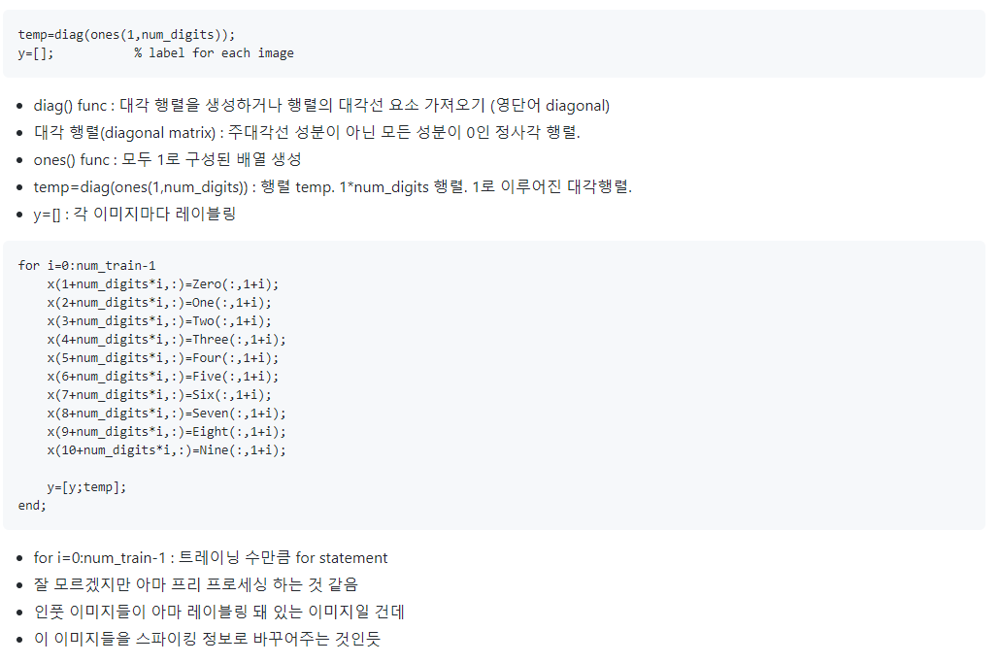 temp=diag(ones(1,num_digits));
y=[];          % label for each image
• diag() func : 대각 행렬을 생성하거나 행렬의 대각선 요소 가져오기 (영단어 diagonal)
• 대각 행렬(diagonal matrix) : 주대각선 성분이 아닌 모든 성분이 0인 정사각 행렬.
• ones() func : 모두 1로 구성된 배열 생성
• temp=diag(ones(1,num_digits)) : 행렬 temp. 1*num_digits 행렬. 1로 이루어진 대각행렬.
• y=[] : 각 이미지마다 레이블링
for i=0:num_train-1
    x(1+num_digits*i,:)=Zero(:,1+i);
    x(2+num_digits*i,:)=One(:,1+i);
    x(3+num_digits*i,:)=Two(:,1+i);
    x(4+num_digits*i,:)=Three(:,1+i);
    x(5+num_digits*i,:)=Four(:,1+i);
    x(6+num_digits*i,:)=Five(:,1+i);
    x(7+num_digits*i,:)=Six(:,1+i);
    x(8+num_digits*i,:)=Seven(:,1+i);
    x(9+num_digits*i,:)=Eight(:,1+i);
    x(10+num_digits*i,:)=Nine(:,1+i);
    y=[y;temp];
end;
• for i=0:num_train-1 : 트레이닝 수만큼 for statement
• 잘 모르겠지만 아마 프리 프로세싱 하는 것 같음
• 인풋 이미지들이 아마 레이블링 돼 있는 이미지일 건데
• 이 이미지들을 스파이킹 정보로 바꾸어주는 것인듯